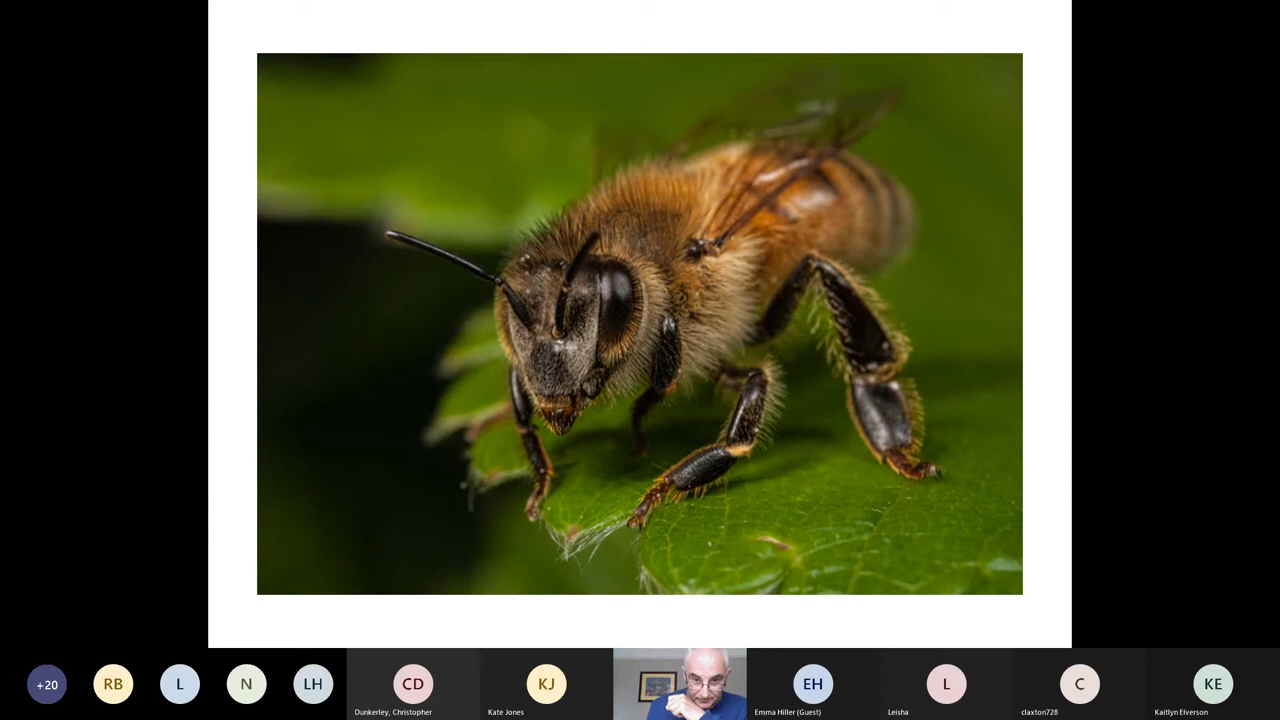 +20
RB
L
N
LH
CD
Dunkerley, Christopher
KJ
Kate Jones
EH
Emma Hiller (Guest)
L
Leisha
C
claxton728
KE
Kaitlyn Elverson